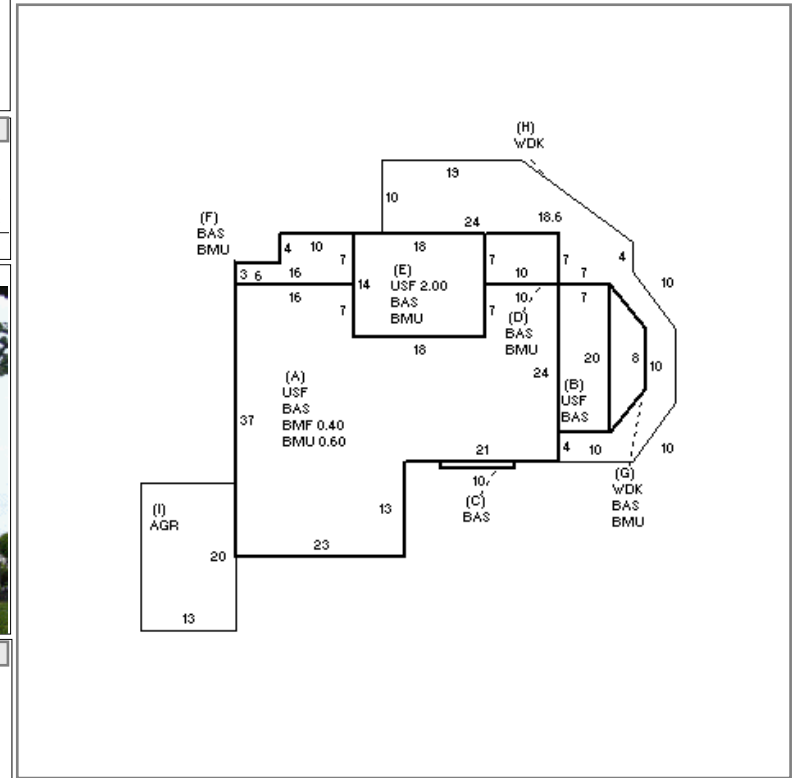 (H)
WDK
19
10
18.6
(F)
BAS
BMU
24
4
10
18
7
7
7
4
(E)
USF 2.00
BAS
BMU
3
6
16
14
10
7
10
16
7
7
10
(D)
BAS
BMU
18
24
20
8
10
(A)
USF
BAS
BMF 0.40
BMU 0.60
(B)
USF
BAS
37
21
4
10
10
10
(C)
BAS
(G)
WDK
BAS
BMU
(I)
AGR
13
20
23
13